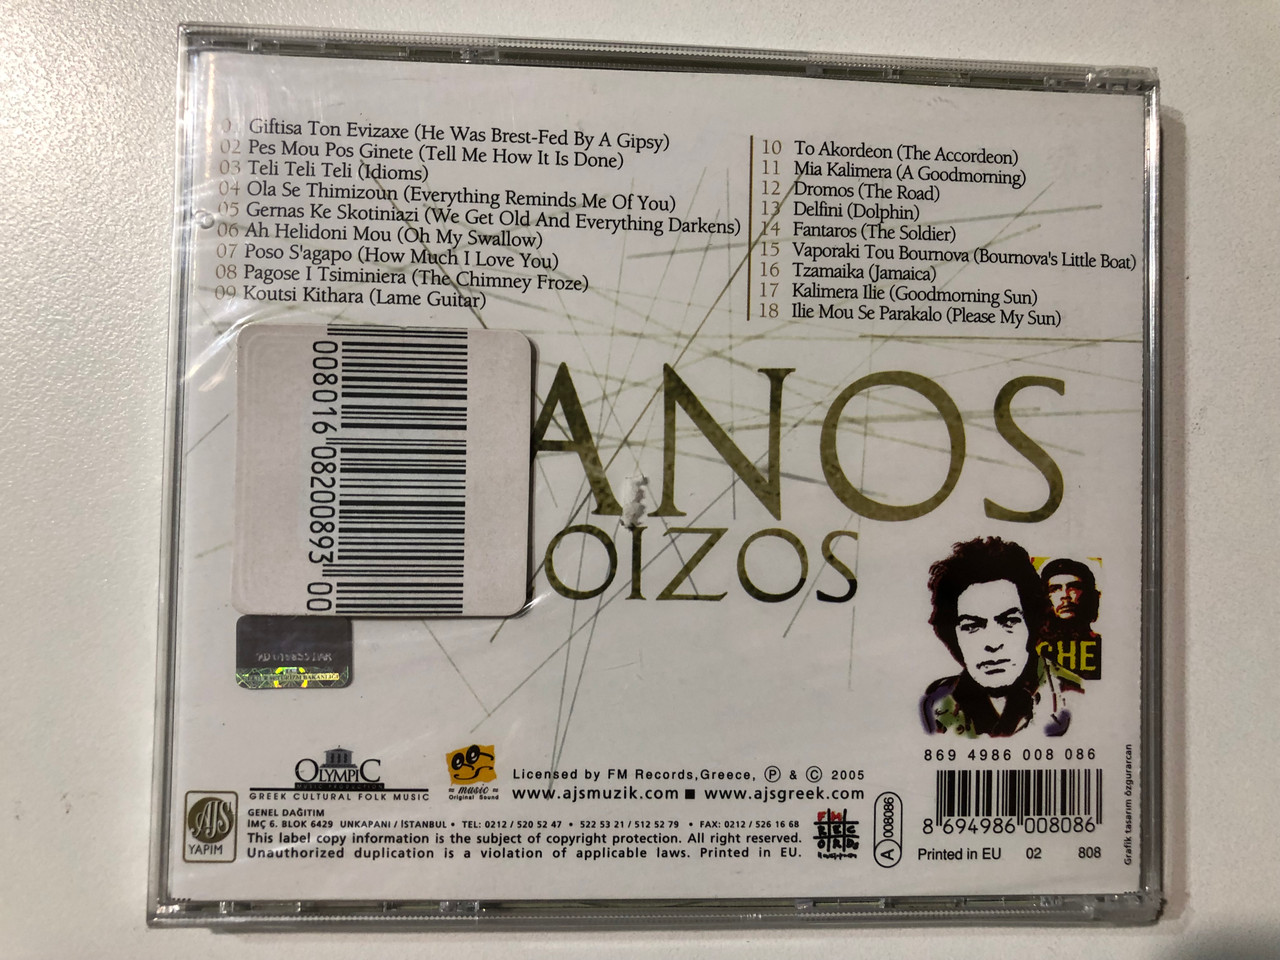 01 Giftisa Ton Evizaxe (He Was Brest-Fed By A Gipsy)
02 Pes Mou Pos Ginete (Tell Me How It Is Done)
03 Teli Teli Teli (Idioms)
04 Ola Se Thimizoun (Everything Reminds Me Of You)
05 Gernas Ke Skotiniazi (We Get Old And Everything Darkens)
06 Ah Helidoni Mou (Oh My Swallow)
07 Poso S'agapo (How Much I Love You)
08 Pagose I Tsiminiera (The Chimney Froze)
09 Koutsi Kithara (Lame Guitar)
10 To Akordeon (The Accordeon)
11 Mia Kalimera (A Goodmorning)
12 Dromos (The Road)
13 Delfini (Dolphin)
14 Fantaros (The Soldier)
15 Vaporaki Tou Bournova (Bournova's Little Boat)
16 Tzamaika (Jamaica)
17 Kalimera Ilie (Goodmorning Sun)
18 Ilie Mou Se Parakalo (Please My Sun)
008016 08200893 00
ANOS
OIZOS
CHE
OLYMPIC
MUSIC PRODUCTION
GREEK CULTURAL FOLK MUSIC
music
Original Sound
Licensed by FM Records,Greece, ℗ & © 2005
www.ajsmuzik.com ■ www.ajsgreek.com
AJS
YAPIM
GENEL DAĞITIM
İMÇ 6. BLOK 6429 UNKAPANI / İSTANBUL • TEL: 0212 / 520 52 47 • 522 53 21 / 512 52 79 • FAX: 0212 / 526 16 68
This label copy information is the subject of copyright protection. All right reserved.
Unauthorized duplication is a violation of applicable laws. Printed in EU.
FM
RECORDS
A 008086
869 4986 008 086
8 694986 008086
Printed in EU 02 808
Grafik tasarım özgurarcan